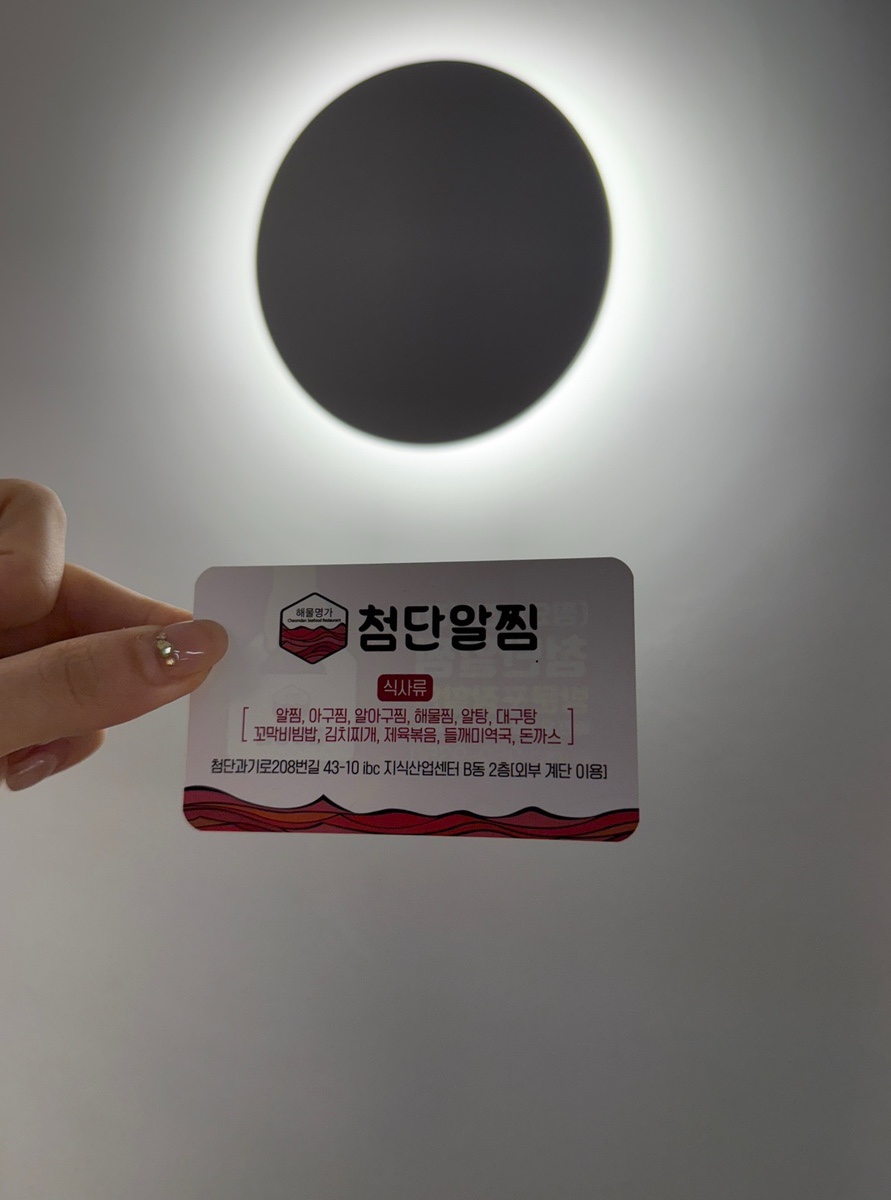 해물명가
첨단알찜
식사류
[알찜, 아구찜, 알아구찜, 해물찜, 알탕, 대구탕
꼬막비빔밥, 김치찌개, 제육볶음, 들깨미역국, 돈까스]
첨단과기로208번길 43-10 ibc 지식산업센터 B동 2층[외부 계단 이용]